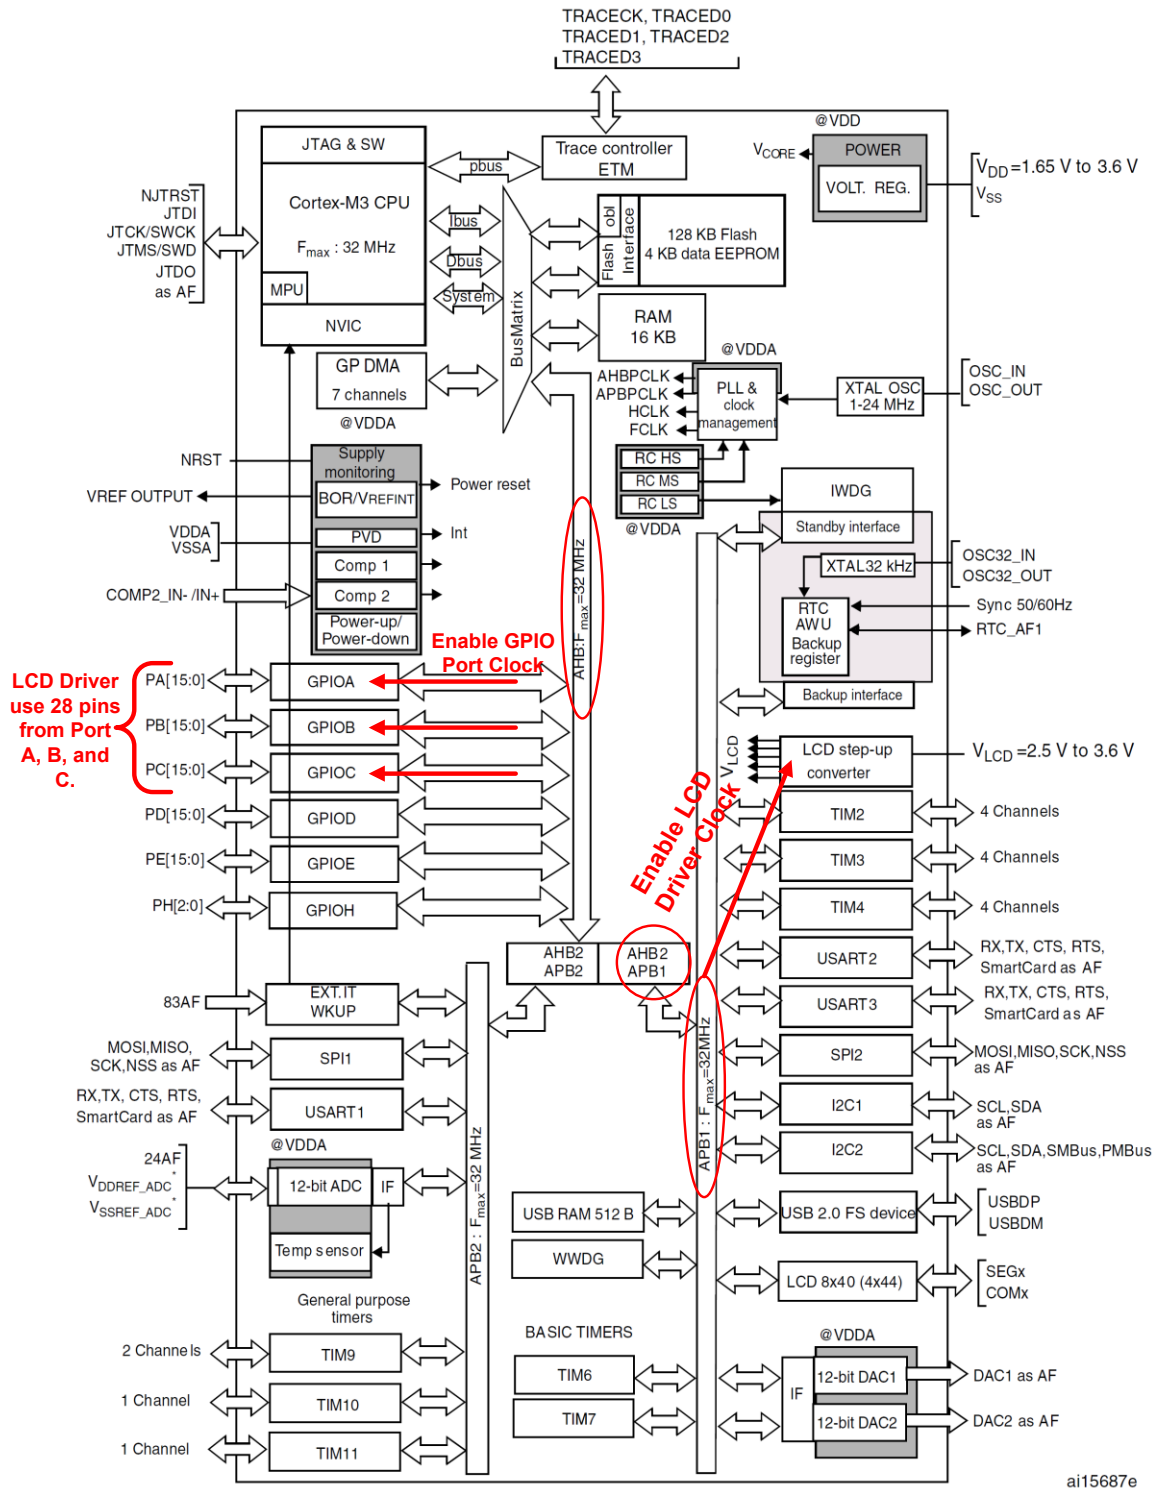 TRACECK, TRACED0
TRACED1, TRACED2
TRACED3
@VDD
JTAG & SW
pbus
Trace controller
ETM
VCORE
POWER
VOLT. REG.
VDD=1.65 V to 3.6 V
VSS
NJTRST
JTDI
JTCK/SWCK
JTMS/SWD
JTDO
as AF
Cortex-M3 CPU
Fmax : 32 MHz
MPU
NVIC
Ibus
Dbus
System
BusMatrix
Flash obl
Interface
128 KB Flash
4 KB data EEPROM
RAM
16 KB
GP DMA
7 channels
@VDDA
AHBPCLK
APBPCLK
HCLK
FCLK
PLL &
clock
management
XTAL OSC
1-24 MHz
OSC_IN
OSC_OUT
@VDDA
NRST
VREF OUTPUT
VDDA
VSSA
COMP2_IN- /IN+
Supply
monitoring
BOR/VREFINT
PVD
Comp 1
Comp 2
Power-up/
Power-down
Power reset
Int
RC HS
RC MS
RC LS
@VDDA
IWDG
Standby interface
XTAL32 kHz
OSC32_IN
OSC32_OUT
RTC
AWU
Backup
register
Sync 50/60Hz
RTC_AF1
Backup interface
AHB:Fmax=32 MHz
Enable GPIO
Port Clock
LCD Driver
use 28 pins
from Port
A, B, and
C.
PA[15:0]
GPIOA
PB[15:0]
GPIOB
PC[15:0]
GPIOC
PD[15:0]
GPIOD
PE[15:0]
GPIOE
PH[2:0]
GPIOH
VLCD
LCD step-up
converter
VLCD =2.5 V to 3.6 V
Enable LCD
Driver Clock
TIM2
4 Channels
TIM3
4 Channels
TIM4
4 Channels
AHB2
APB2
AHB2
APB1
USART2
RX,TX, CTS, RTS,
SmartCard as AF
USART3
RX,TX, CTS, RTS,
SmartCard as AF
SPI2
MOSI,MISO,SCK,NSS
as AF
I2C1
SCL,SDA
as AF
I2C2
SCL,SDA,SMBus,PMBus
as AF
83AF
EXT.IT
WKUP
MOSI,MISO,
SCK,NSS as AF
SPI1
RX,TX, CTS, RTS,
SmartCard as AF
USART1
@VDDA
24AF
VDDREF_ADC*
VSSREF_ADC*
12-bit ADC
IF
Temp sensor
APB2 : Fmax=32 MHz
APB1 : Fmax=32MHz
USB RAM 512 B
USB 2.0 FS device
USBDP
USBDM
WWDG
LCD 8x40 (4x44)
SEGx
COMx
General purpose
timers
2 Channels
TIM9
1 Channel
TIM10
1 Channel
TIM11
BASIC TIMERS
TIM6
TIM7
@VDDA
IF
12-bit DAC1
DAC1 as AF
12-bit DAC2
DAC2 as AF
ai15687e